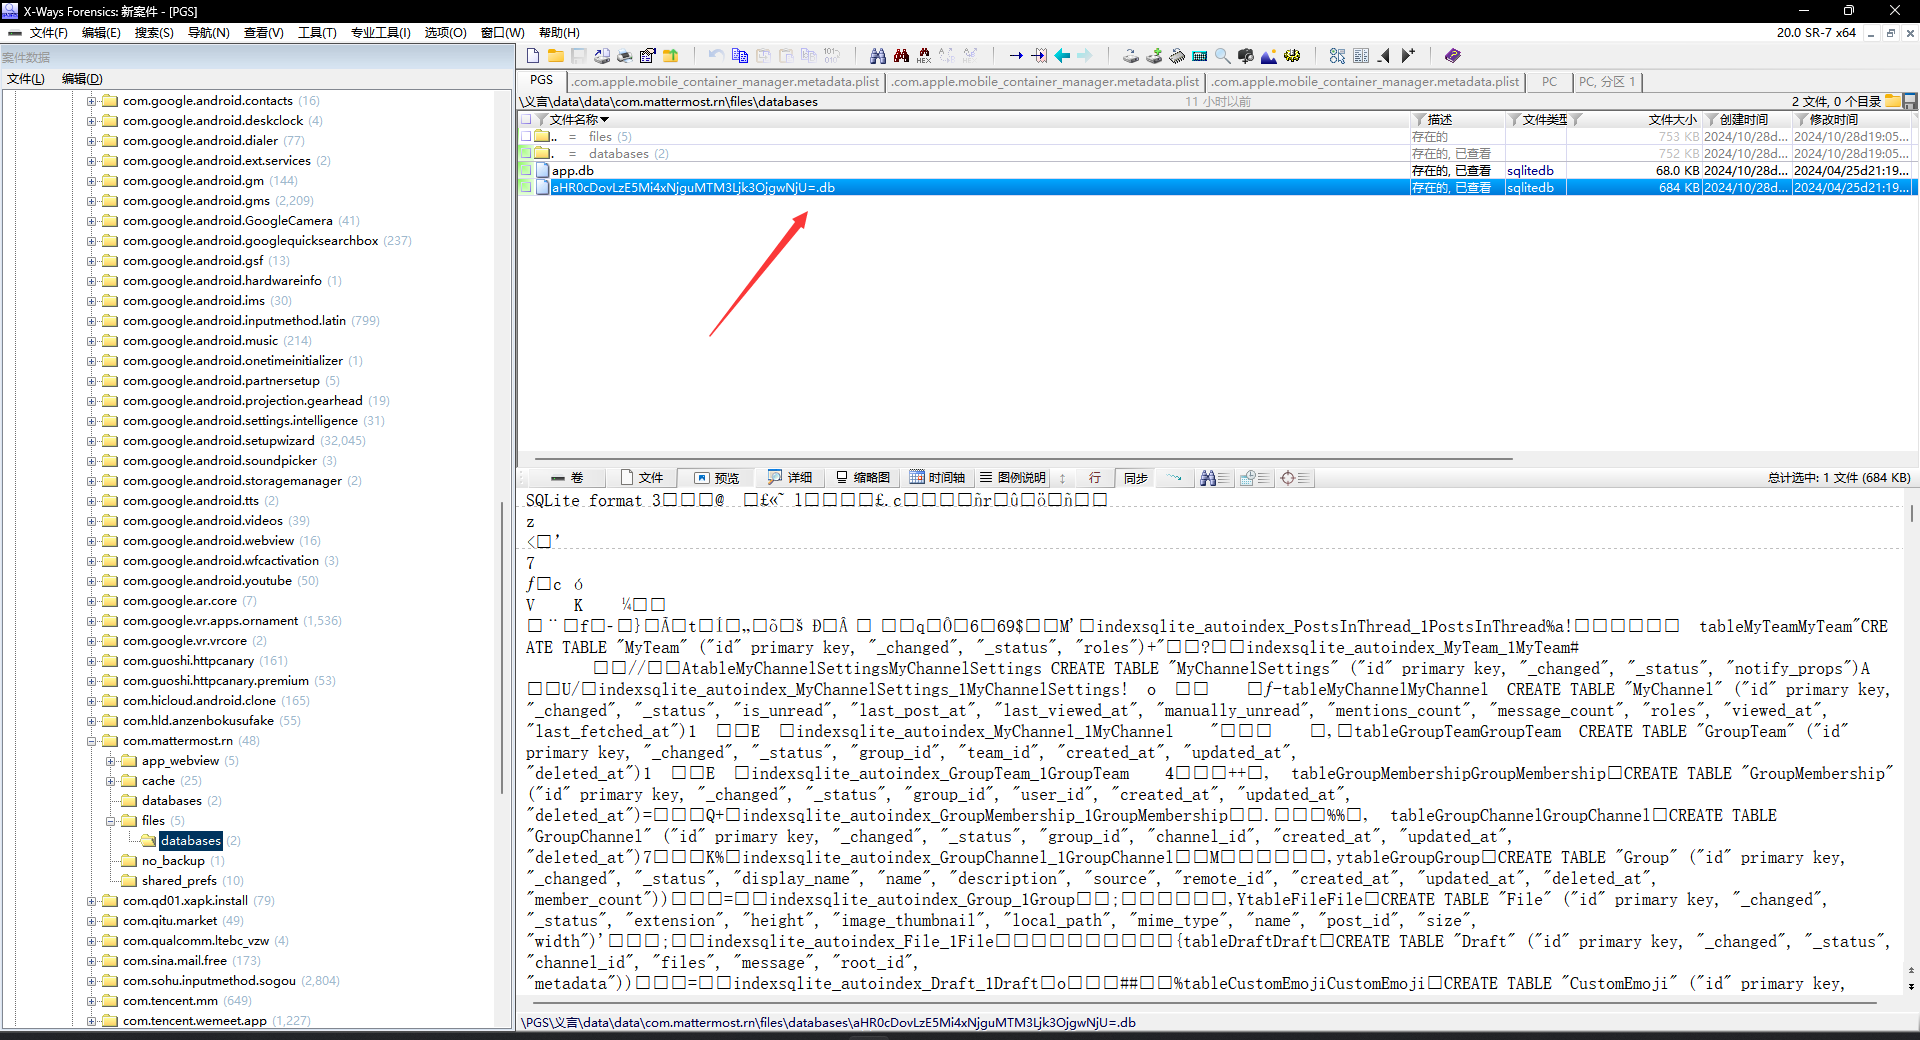 X-Ways Forensics: 新案件 - [PGS]
文件(F) 编辑(E) 搜索(S) 导航(N) 查看(V) 工具(T) 专业工具(I) 选项(O) 窗口(W) 帮助(H) 20.0 SR-7 x64
案件数据
文件(L) 编辑(D)
com.google.android.contacts (16)
com.google.android.deskclock (4)
com.google.android.dialer (77)
com.google.android.ext.services (2)
com.google.android.gm (144)
com.google.android.gms (2,209)
com.google.android.GoogleCamera (41)
com.google.android.googlequicksearchbox (237)
com.google.android.gsf (13)
com.google.android.hardwareinfo (1)
com.google.android.ims (30)
com.google.android.inputmethod.latin (799)
com.google.android.music (214)
com.google.android.onetimeinitializer (1)
com.google.android.partnersetup (5)
com.google.android.projection.gearhead (19)
com.google.android.settings.intelligence (31)
com.google.android.setupwizard (32,045)
com.google.android.soundpicker (3)
com.google.android.storagemanager (2)
com.google.android.tts (2)
com.google.android.videos (39)
com.google.android.webview (16)
com.google.android.wfcactivation (3)
com.google.android.youtube (50)
com.google.ar.core (7)
com.google.vr.apps.ornament (1,536)
com.google.vr.vrcore (2)
com.guoshi.httpcanary (161)
com.guoshi.httpcanary.premium (53)
com.hicloud.android.clone (165)
com.hld.anzenbokusufake (55)
com.mattermost.rn (48)
app_webview (5)
cache (25)
databases (2)
files (5)
databases (2)
no_backup (1)
shared_prefs (10)
com.qd01.xapk.install (79)
com.qitu.market (49)
com.qualcomm.ltebc_vzw (4)
com.sina.mail.free (173)
com.sohu.inputmethod.sogou (2,804)
com.tencent.mm (649)
com.tencent.wemeet.app (1,227)
PGS .com.apple.mobile_container_manager.metadata.plist .com.apple.mobile_container_manager.metadata.plist .com.apple.mobile_container_manager.metadata.plist PC PC, 分区 1
\义言\data\data\com.mattermost.rn\files\databases 11 小时以前 2 文件, 0 个目录
文件名称 描述 文件类型 文件大小 创建时间 修改时间
.. = files (5) 存在的 753 KB 2024/10/28d... 2024/10/28d19:05...
. = databases (2) 存在的, 已查看 752 KB 2024/10/28d... 2024/10/28d19:05...
app.db 存在的, 已查看 sqlitedb 68.0 KB 2024/10/28d... 2024/04/25d21:19...
aHR0cDovLzE5Mi4xNjguMTM3Ljk3OjgwNjU=.db 存在的, 已查看 sqlitedb 684 KB 2024/10/28d... 2024/04/25d21:19...
卷 文件 预览 详细 缩略图 时间轴 图例说明 行 同步 总计选中: 1 文件 (684 KB)
SQLite format 3□□□@ □£«˜ l□□□□£.c□□□□ñr□û□ö□ñ□□
z
<□'
7
ƒ□c ó
V K ¼□□
□¨□f□-□}□Ã□t□Í□„□õ□š Ð□Â □ □□q□Ô□6□69$□□M'□indexsqlite_autoindex_PostsInThread_1PostsInThread%a!□□□□□□ tableMyTeamMyTeam"CRE
ATE TABLE "MyTeam" ("id" primary key, "_changed", "_status", "roles")+"□□?□□indexsqlite_autoindex_MyTeam_1MyTeam#
□□//□□AtableMyChannelSettingsMyChannelSettings CREATE TABLE "MyChannelSettings" ("id" primary key, "_changed", "_status", "notify_props")A
□□U/□indexsqlite_autoindex_MyChannelSettings_1MyChannelSettings! o □□ □ƒ-tableMyChannelMyChannel CREATE TABLE "MyChannel" ("id" primary key,
"_changed", "_status", "is_unread", "last_post_at", "last_viewed_at", "manually_unread", "mentions_count", "message_count", "roles", "viewed_at",
"last_fetched_at")1 □□E □indexsqlite_autoindex_MyChannel_1MyChannel "□□ □,□tableGroupTeamGroupTeam CREATE TABLE "GroupTeam" ("id"
primary key, "_changed", "_status", "group_id", "team_id", "created_at", "updated_at",
"deleted_at")1 □□E □indexsqlite_autoindex_GroupTeam_1GroupTeam 4□□□++□, tableGroupMembershipGroupMembership□CREATE TABLE "GroupMembership"
("id" primary key, "_changed", "_status", "group_id", "user_id", "created_at", "updated_at",
"deleted_at")=□□□Q+□indexsqlite_autoindex_GroupMembership_1GroupMembership□□.□□□%%□, tableGroupChannelGroupChannel□CREATE TABLE
"GroupChannel" ("id" primary key, "_changed", "_status", "group_id", "channel_id", "created_at", "updated_at",
"deleted_at")7□□□K%□indexsqlite_autoindex_GroupChannel_1GroupChannel□□M□□□□□□,ytableGroupGroup□CREATE TABLE "Group" ("id" primary key,
"_changed", "_status", "display_name", "name", "description", "source", "remote_id", "created_at", "updated_at", "deleted_at",
"member_count"))□□□=□□indexsqlite_autoindex_Group_1Group□□;□□□□□□,YtableFileFile□CREATE TABLE "File" ("id" primary key, "_changed",
"_status", "extension", "height", "image_thumbnail", "local_path", "mime_type", "name", "post_id", "size",
"width")'□□□;□□indexsqlite_autoindex_File_1File□□□□□□□□□□{tableDraftDraft□CREATE TABLE "Draft" ("id" primary key, "_changed", "_status",
"channel_id", "files", "message", "root_id",
"metadata"))□□□=□□indexsqlite_autoindex_Draft_1Draft□o□□□##□□%tableCustomEmojiCustomEmoji□CREATE TABLE "CustomEmoji" ("id" primary key,
\PGS\义言\data\data\com.mattermost.rn\files\databases\aHR0cDovLzE5Mi4xNjguMTM3Ljk3OjgwNjU=.db